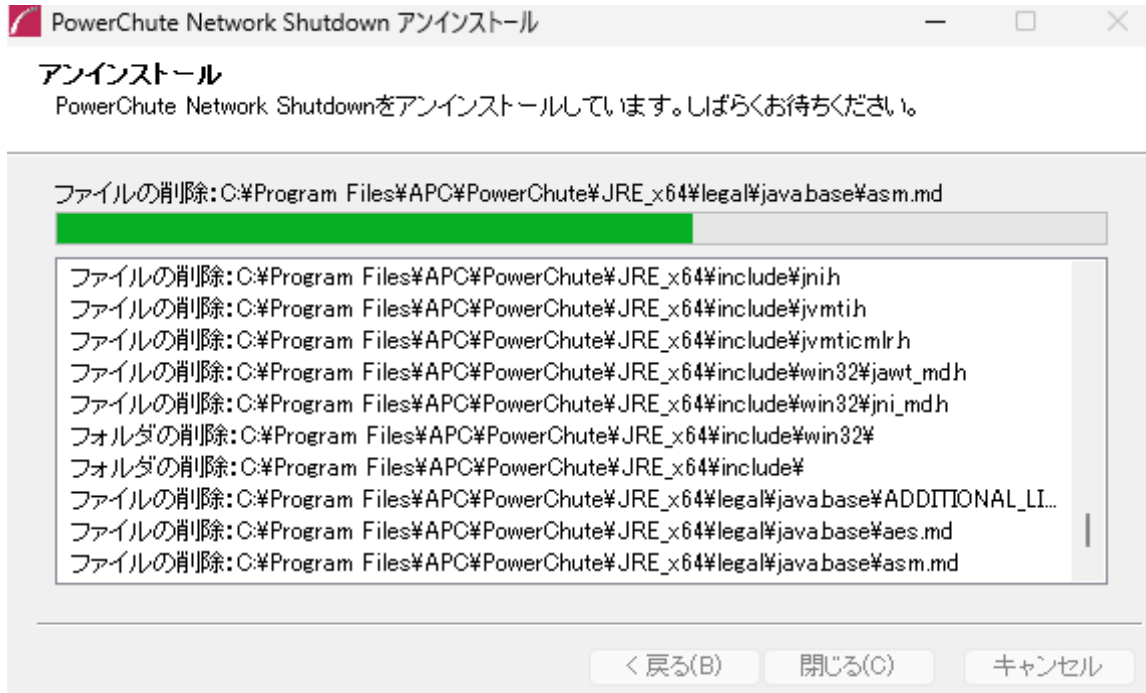 PowerChute Network Shutdown アンインストール
アンインストール
PowerChute Network Shutdownをアンインストールしています。しばらくお待ちください。
ファイルの削除:C:¥Program Files¥APC¥PowerChute¥JRE_x64¥legal¥java.base¥asm.md
ファイルの削除:C:¥Program Files¥APC¥PowerChute¥JRE_x64¥include¥jni.h
ファイルの削除:C:¥Program Files¥APC¥PowerChute¥JRE_x64¥include¥jvmti.h
ファイルの削除:C:¥Program Files¥APC¥PowerChute¥JRE_x64¥include¥jvmticmlr.h
ファイルの削除:C:¥Program Files¥APC¥PowerChute¥JRE_x64¥include¥win32¥jawt_md.h
ファイルの削除:C:¥Program Files¥APC¥PowerChute¥JRE_x64¥include¥win32¥jni_md.h
フォルダの削除:C:¥Program Files¥APC¥PowerChute¥JRE_x64¥include¥win32¥
フォルダの削除:C:¥Program Files¥APC¥PowerChute¥JRE_x64¥include¥
ファイルの削除:C:¥Program Files¥APC¥PowerChute¥JRE_x64¥legal¥java.base¥ADDITIONAL_LI...
ファイルの削除:C:¥Program Files¥APC¥PowerChute¥JRE_x64¥legal¥java.base¥aes.md
ファイルの削除:C:¥Program Files¥APC¥PowerChute¥JRE_x64¥legal¥java.base¥asm.md
< 戻る(B) 閉じる(C) キャンセル